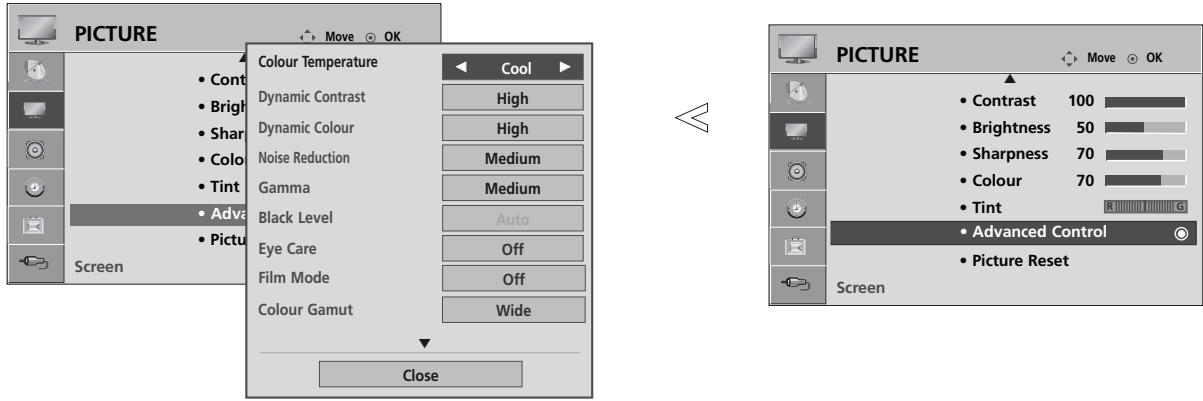 PICTURE
Move OK
• Cont
• Brigh
• Shar
• Colo
• Tint
• Adva
• Pictu
Screen
Colour Temperature Cool
Dynamic Contrast High
Dynamic Colour High
Noise Reduction Medium
Gamma Medium
Black Level Auto
Eye Care Off
Film Mode Off
Colour Gamut Wide
Close
PICTURE
Move OK
• Contrast 100
• Brightness 50
• Sharpness 70
• Colour 70
• Tint R G
• Advanced Control
• Picture Reset
Screen